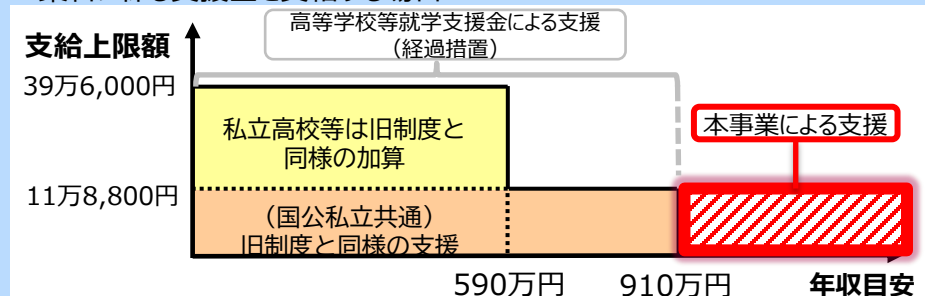 高等学校等就学支援金による支援
（経過措置）
支給上限額
39万6,000円
私立高校等は旧制度と
同様の加算
本事業による支援
11万8,800円
（国公私立共通）
旧制度と同様の支援
590万円
910万円
年収目安